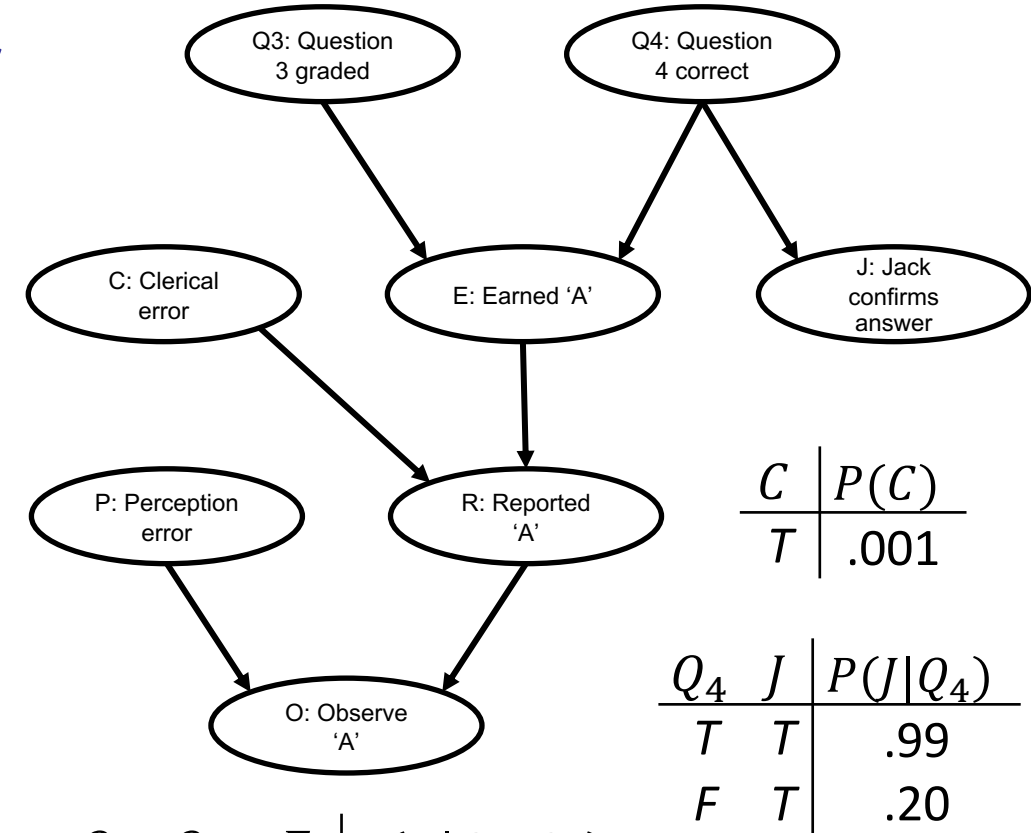 Q3: Question
3 graded
Q4: Question
4 correct
C: Clerical
error
E: Earned ‘A’
J: Jack
confirms
answer
P: Perception
error
R: Reported
‘A’
C P(C)
T .001
O: Observe
‘A’
Q₄ J P(J|Q₄)
T T .99
F T .20